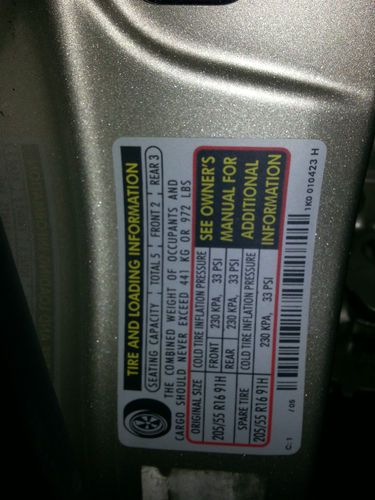 TIRE AND LOADING INFORMATION
SEATING CAPACITY TOTAL 5 FRONT 2 REAR 3
THE COMBINED WEIGHT OF OCCUPANTS AND
CARGO SHOULD NEVER EXCEED 441 KG OR 972 LBS
ORIGINAL SIZE COLD TIRE INFLATION PRESSURE
205/55 R16 91H FRONT 230 KPA, 33 PSI
REAR 230 KPA, 33 PSI
SPARE TIRE COLD TIRE INFLATION PRESSURE
205/55 R16 91H 230 KPA, 33 PSI
SEE OWNER'S
MANUAL FOR
ADDITIONAL
INFORMATION
C: 1 / 05 1K0 010423 H